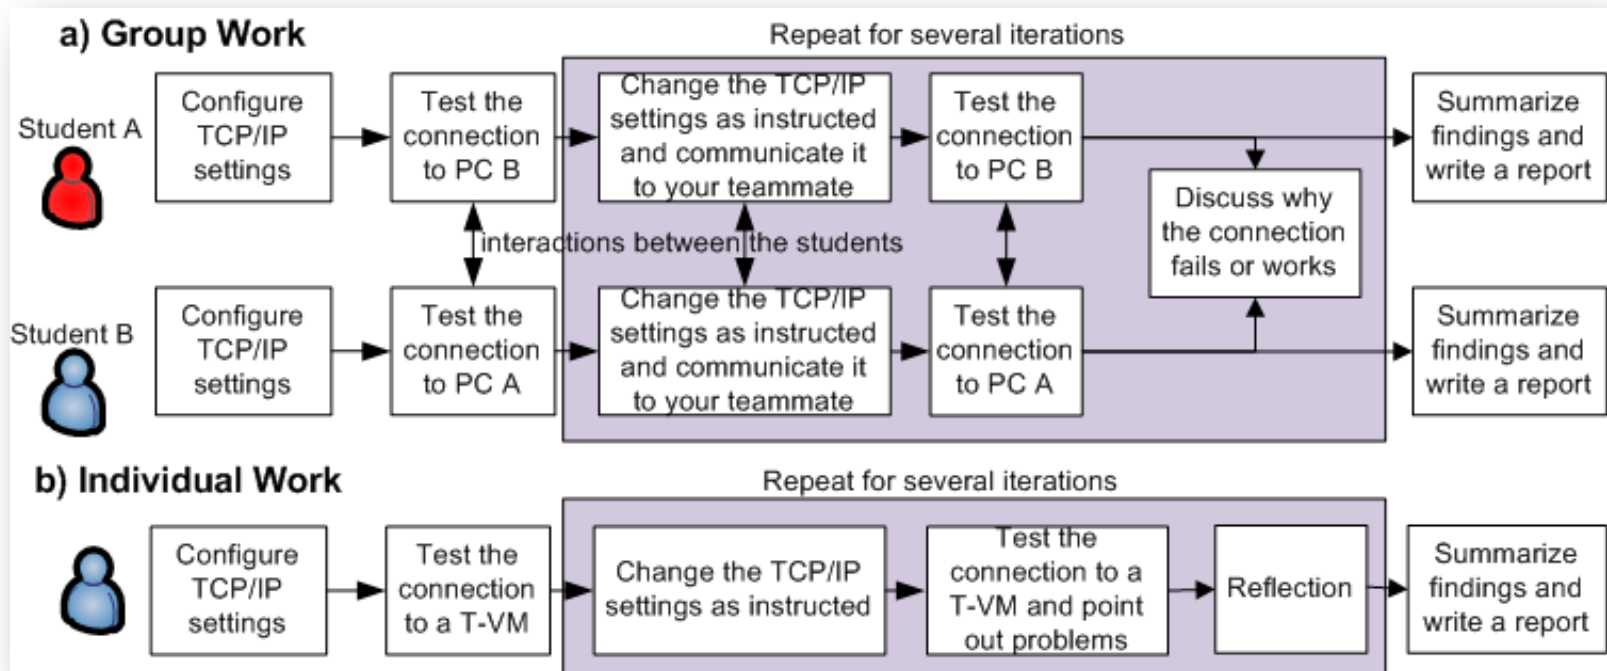 a) Group Work
Repeat for several iterations
Student A
Configure
TCP/IP
settings
Test the
connection
to PC B
Change the TCP/IP
settings as instructed
and communicate it
to your teammate
Test the
connection
to PC B
Discuss why
the connection
fails or works
Summarize
findings and
write a report
interactions between the students
Student B
Configure
TCP/IP
settings
Test the
connection
to PC A
Change the TCP/IP
settings as instructed
and communicate it
to your teammate
Test the
connection
to PC A
Summarize
findings and
write a report
b) Individual Work
Repeat for several iterations
Configure
TCP/IP
settings
Test the
connection
to a T-VM
Change the TCP/IP
settings as instructed
Test the
connection to a
T-VM and point
out problems
Reflection
Summarize
findings and
write a report